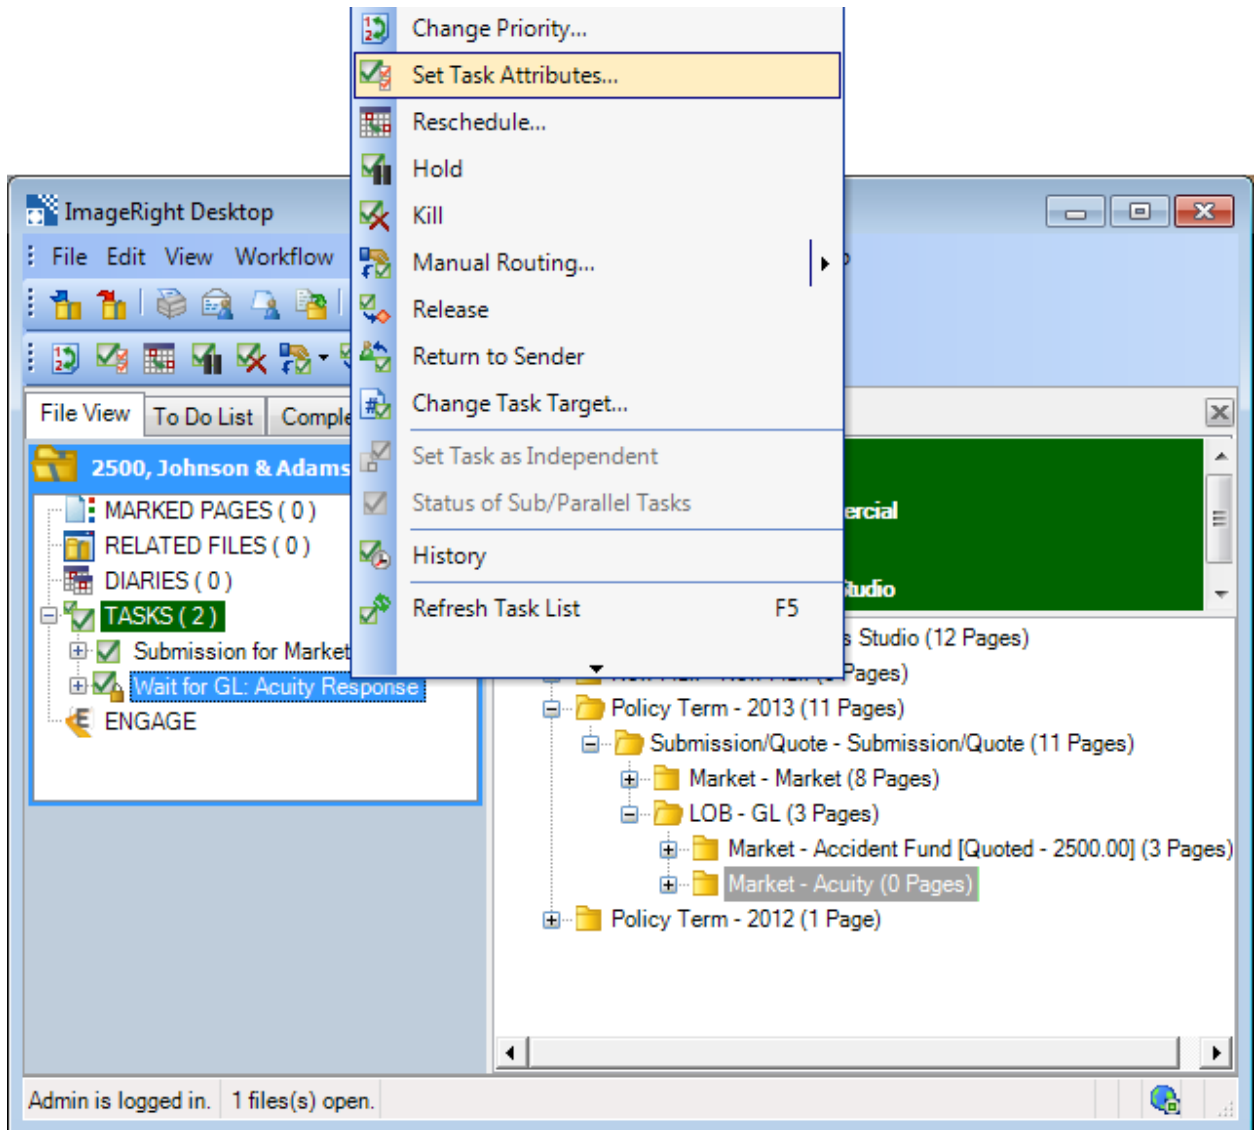 Change Priority...
Set Task Attributes...
Reschedule...
Hold
Kill
Manual Routing...
Release
Return to Sender
Change Task Target...
Set Task as Independent
Status of Sub/Parallel Tasks
History
Refresh Task List F5
ImageRight Desktop
File Edit View Workflow
File View To Do List Comple
2500, Johnson & Adams
MARKED PAGES ( 0 )
RELATED FILES ( 0 )
DIARIES ( 0 )
TASKS ( 2 )
Submission for Market
Wait for GL: Acuity Response
ENGAGE
ercial
Studio
s Studio (12 Pages)
Pages)
Policy Term - 2013 (11 Pages)
Submission/Quote - Submission/Quote (11 Pages)
Market - Market (8 Pages)
LOB - GL (3 Pages)
Market - Accident Fund [Quoted - 2500.00] (3 Pages)
Market - Acuity (0 Pages)
Policy Term - 2012 (1 Page)
Admin is logged in. 1 files(s) open.